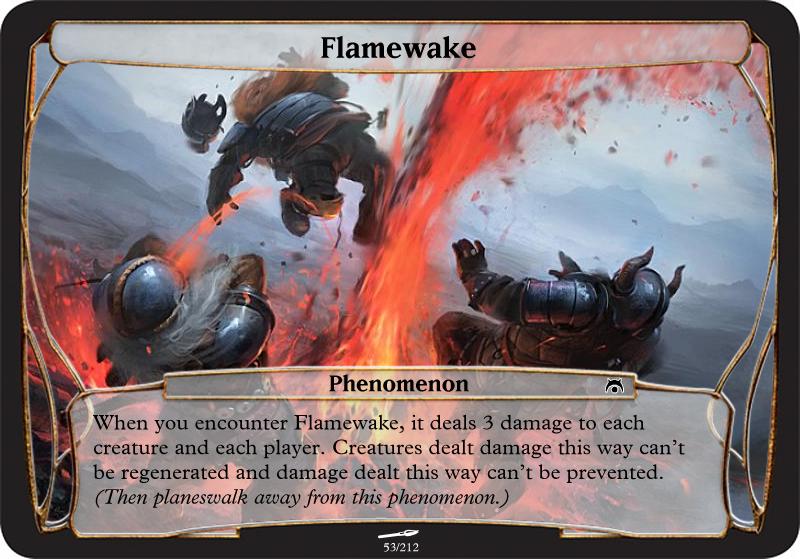 Flamewake
Phenomenon
When you encounter Flamewake, it deals 3 damage to each
creature and each player. Creatures dealt damage this way can't
be regenerated and damage dealt this way can't be prevented.
(Then planeswalk away from this phenomenon.)
53/212